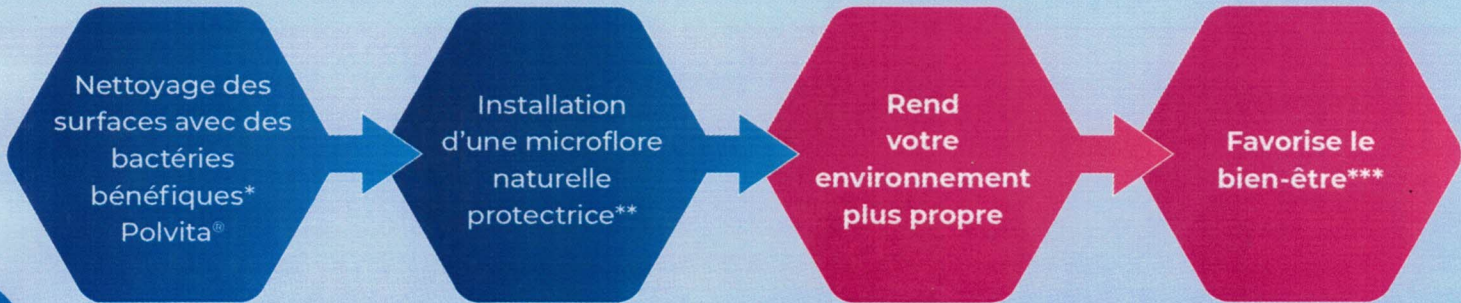 Nettoyage des
surfaces avec des
bactéries
bénéfiques*
Polvita®
Installation
d'une microflore
naturelle
protectrice**
Rend
votre
environnement
plus propre
Favorise le
bien-être***